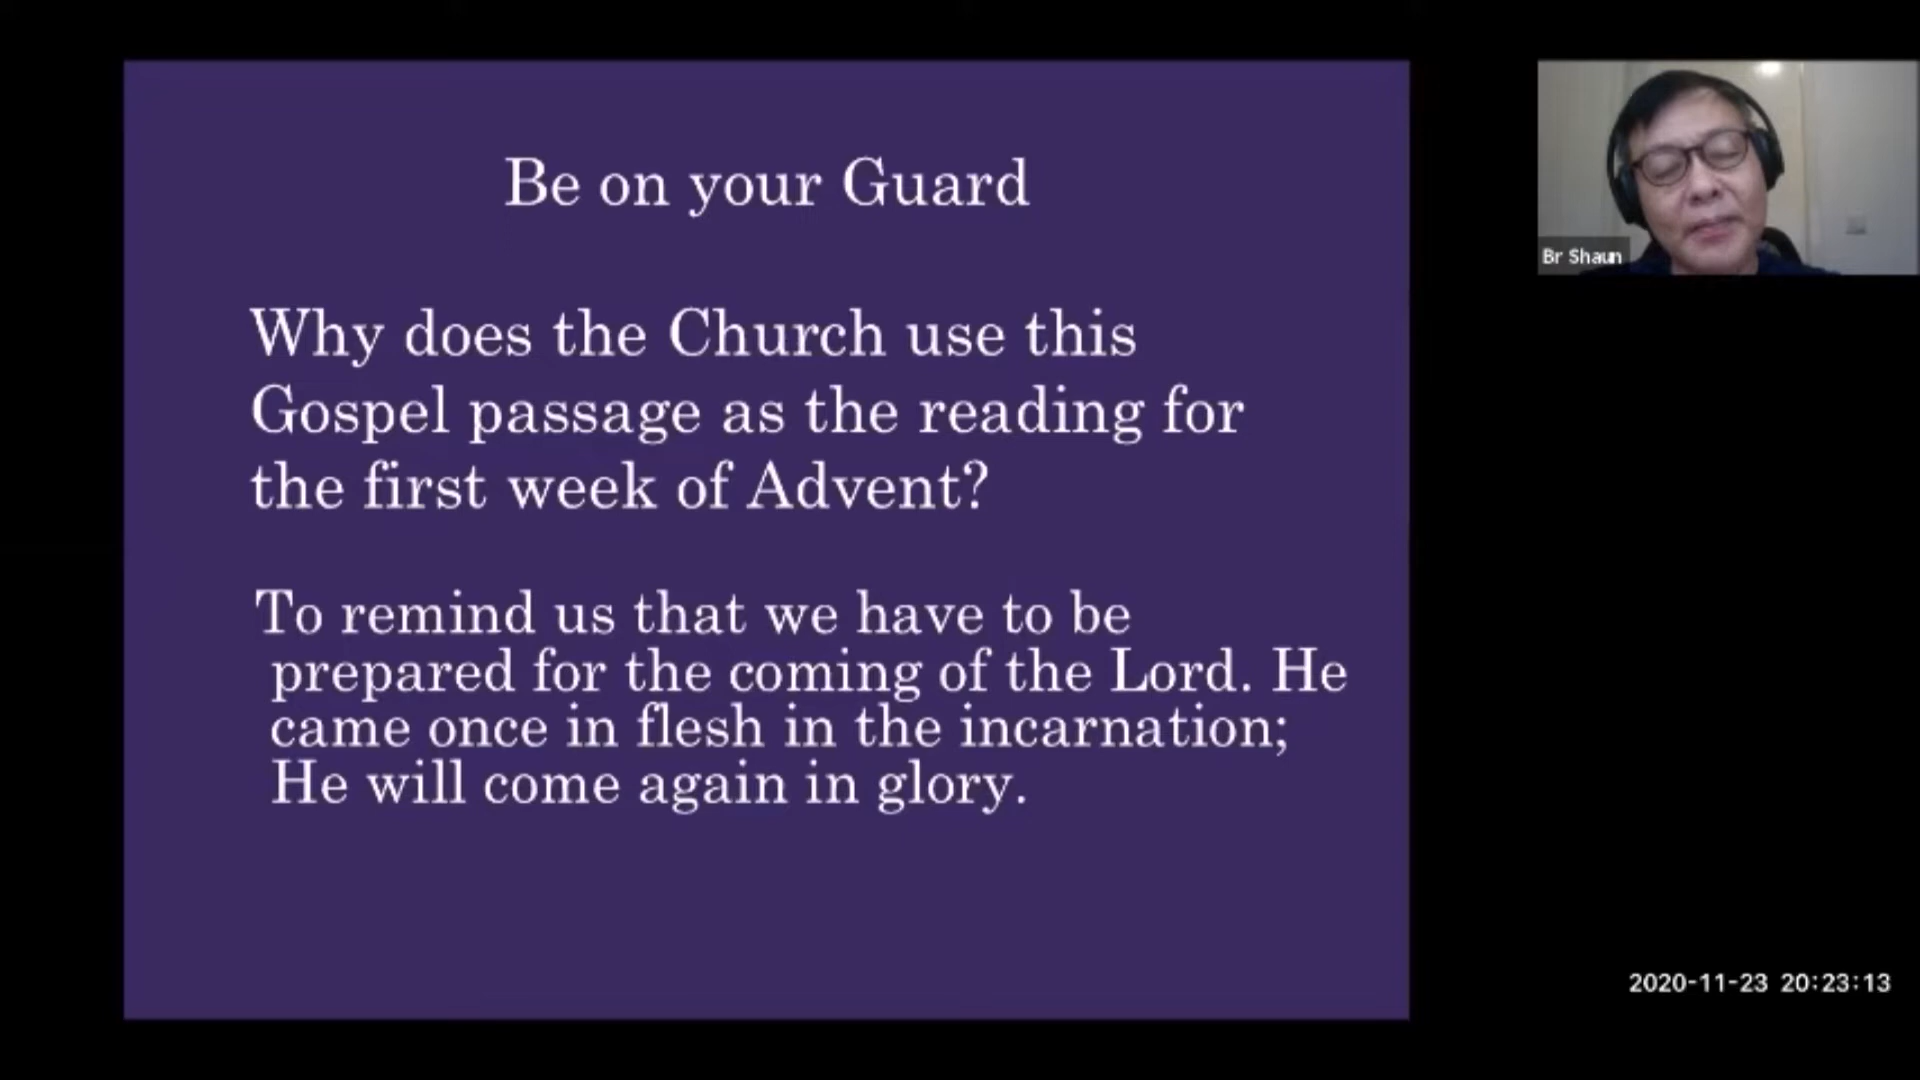 Be on your Guard
Why does the Church use this
Gospel passage as the reading for
the first week of Advent?
To remind us that we have to be
prepared for the coming of the Lord. He
came once in flesh in the incarnation;
He will come again in glory.
Br Shaun
2020-11-23 20:23:13